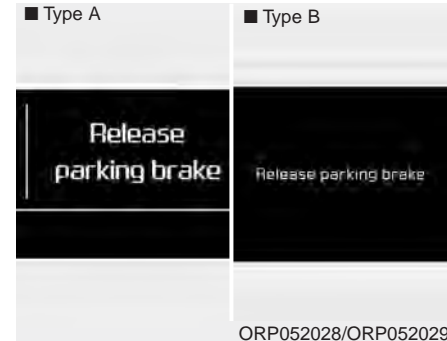 ■ Type A
■ Type B
Release
parking brake
Release parking brake
ORP052028/ORP052029